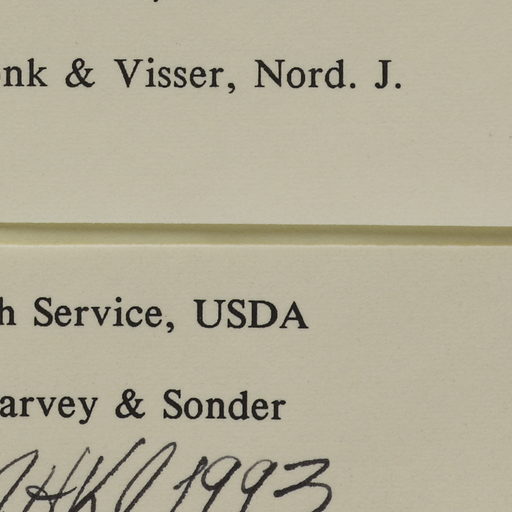 nk & Visser, Nord. J.
h Service, USDA
arvey & Sonder
1993